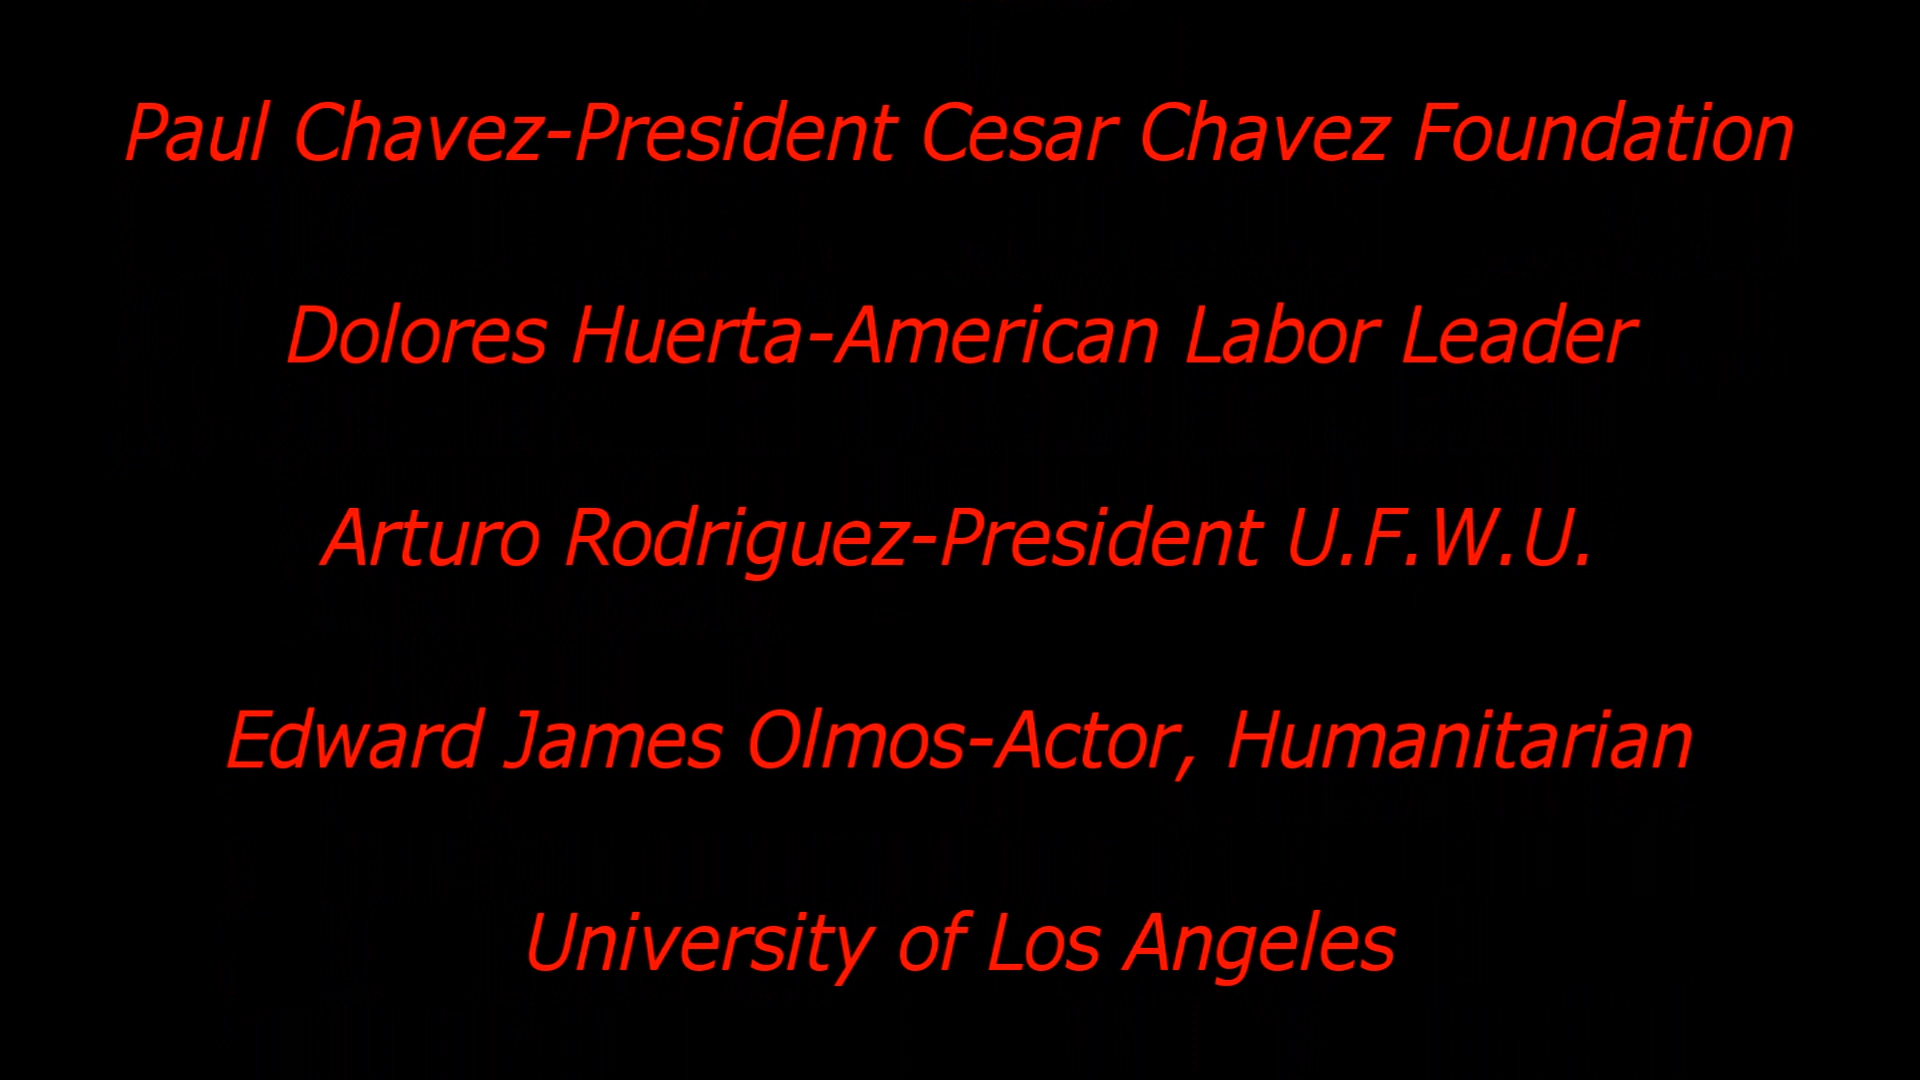 Paul Chavez-President Cesar Chavez Foundation
Dolores Huerta-American Labor Leader
Arturo Rodriguez-President U.F.W.U.
Edward James Olmos-Actor, Humanitarian
University of Los Angeles